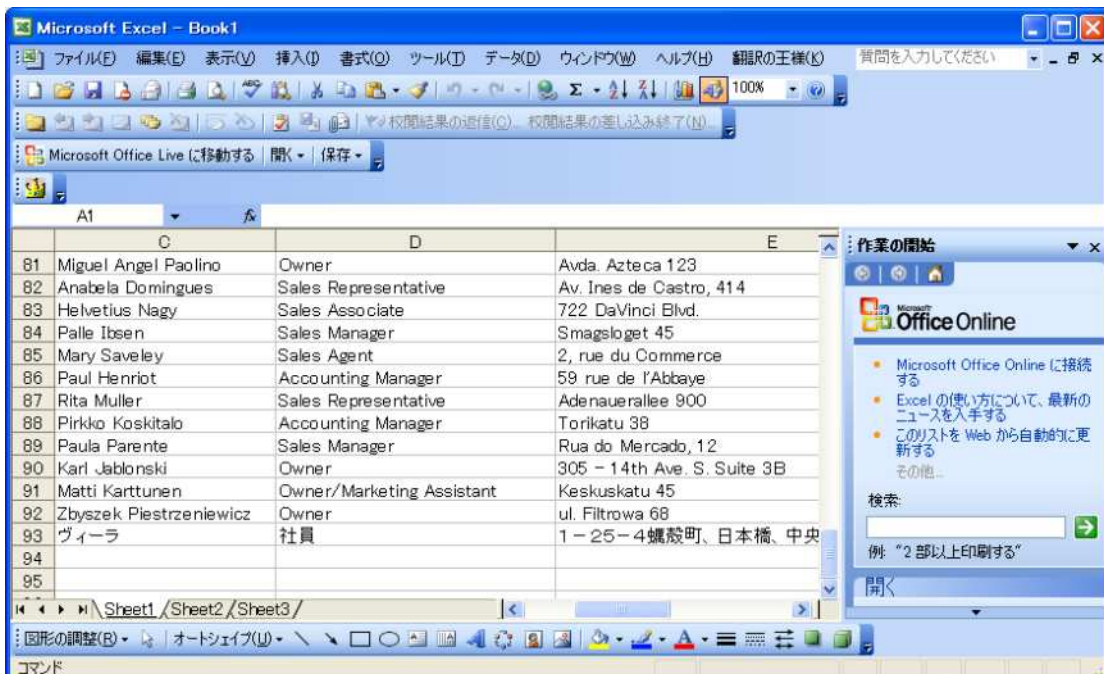 Microsoft Excel - Book1
ファイル(F) 編集(E) 表示(V) 挿入(I) 書式(O) ツール(T) データ(D) ウィンドウ(W) ヘルプ(H) 翻訳の王様(K) 質問を入力してください
100%
校閲結果の返信(C)... 校閲結果の差し込み終了(N)...
Microsoft Office Live に移動する 開く 保存
A1 fx
C D E
81 Miguel Angel Paolino Owner Avda. Azteca 123
82 Anabela Domingues Sales Representative Av. Ines de Castro, 414
83 Helvetius Nagy Sales Associate 722 DaVinci Blvd.
84 Palle Ibsen Sales Manager Smagsloget 45
85 Mary Saveley Sales Agent 2, rue du Commerce
86 Paul Henriot Accounting Manager 59 rue de l'Abbaye
87 Rita Muller Sales Representative Adenauerallee 900
88 Pirkko Koskitalo Accounting Manager Torikatu 38
89 Paula Parente Sales Manager Rua do Mercado, 12
90 Karl Jablonski Owner 305 - 14th Ave. S. Suite 3B
91 Matti Karttunen Owner/Marketing Assistant Keskuskatu 45
92 Zbyszek Piestrzeniewicz Owner ul. Filtrowa 68
93 ヴィーラ 社員 1-25-4蠣殻町、日本橋、中央
94
95
Sheet1 Sheet2 Sheet3
作業の開始
Microsoft
Office Online
Microsoft Office Online に接続
する
Excel の使い方について、最新の
ニュースを入手する
このリストを Web から自動的に更
新する
その他...
検索:
例: "2 部以上印刷する"
開く
図形の調整(R) オートシェイプ(U)
コマンド